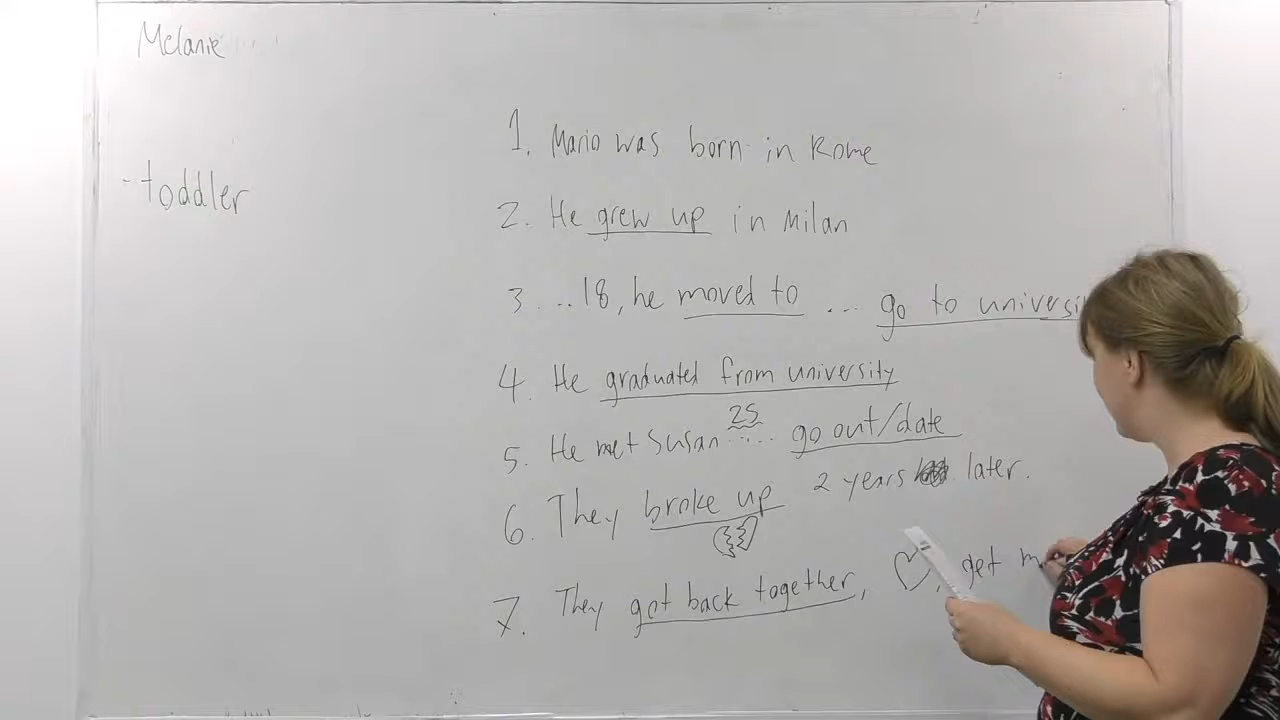 Melanie
-toddler
1. Mario was born in Rome
2. He grew up in Milan
3 ...18, he moved to .... go to universi
4. He graduated from university
25
5. He met Susan ..... go out/date
6. They broke up 2 years later.
7. They got back together, ♡, get m